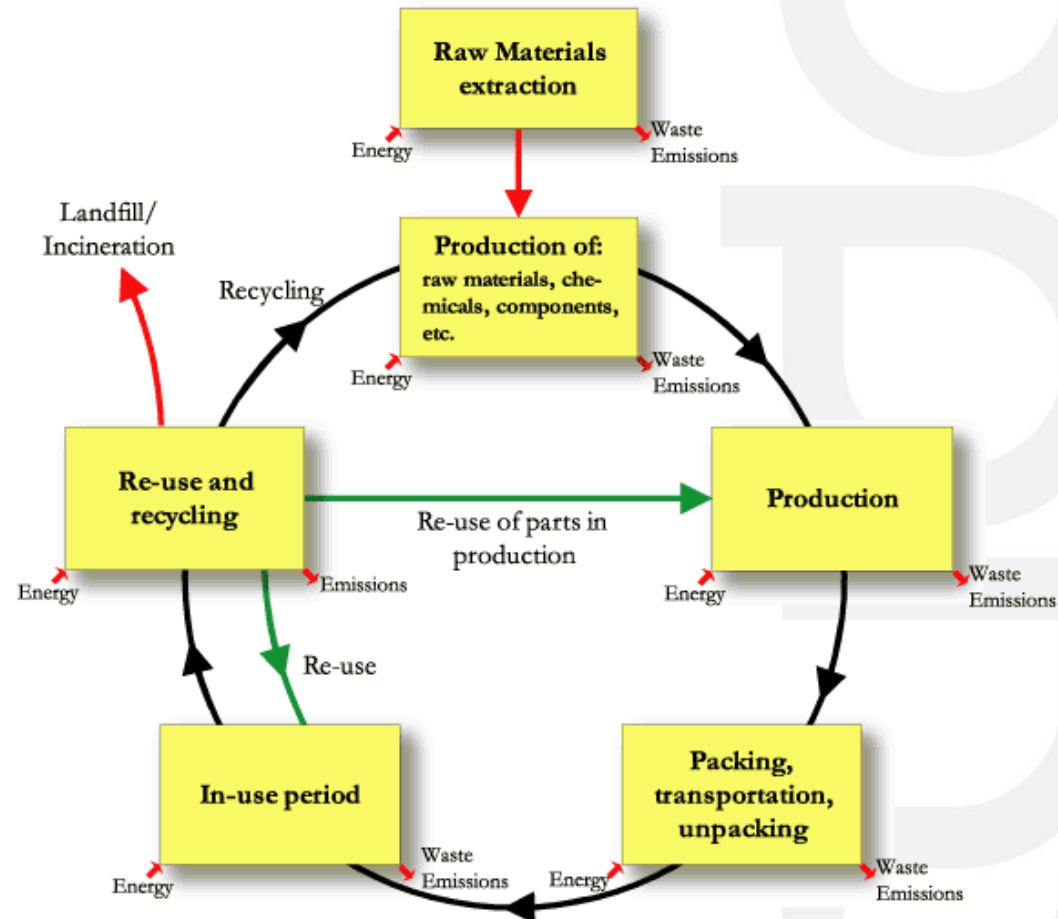 Raw Materials
extraction
Energy
Waste
Emissions
Landfill/
Incineration
Recycling
Production of:
raw materials, che-
micals, components,
etc.
Energy
Waste
Emissions
Re-use and
recycling
Energy
Emissions
Re-use of parts in
production
Production
Energy
Waste
Emissions
Re-use
In-use period
Energy
Waste
Emissions
Packing,
transportation,
unpacking
Energy
Waste
Emissions